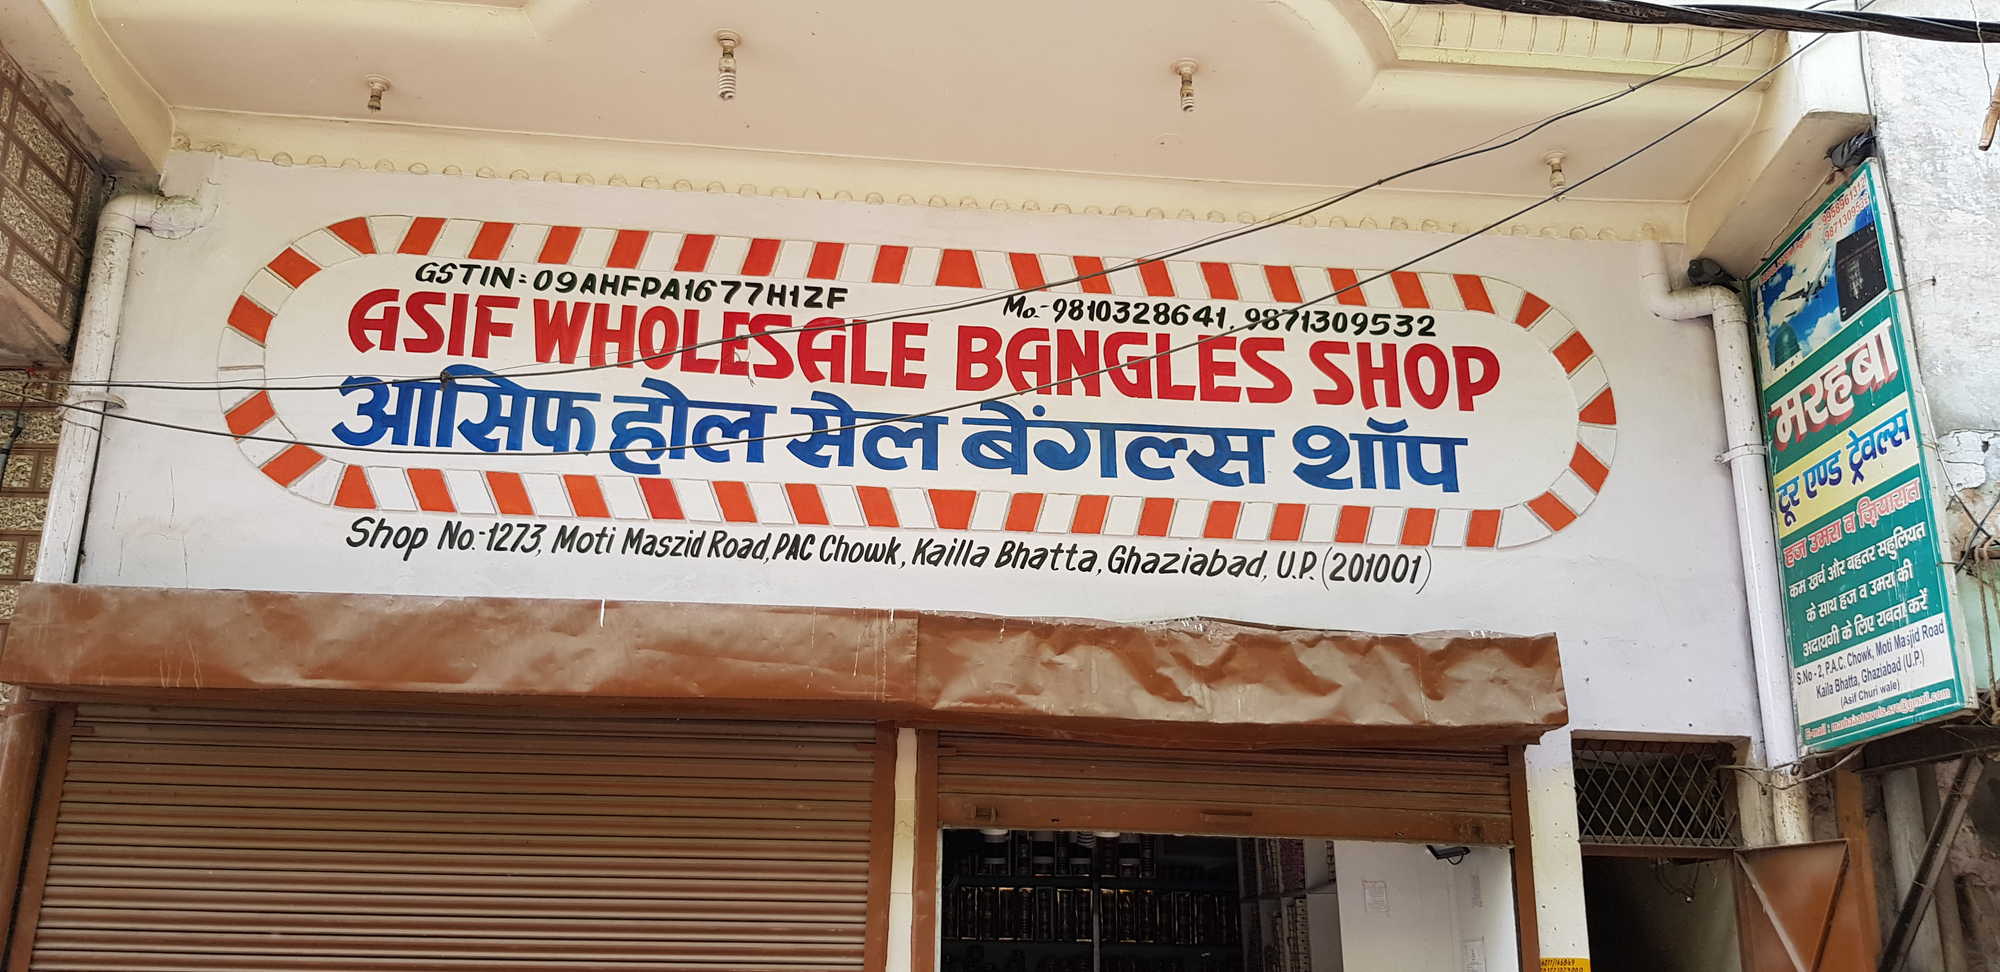 GSTIN:09AHFPA1677H1ZF
Mo.-9810328641, 9871309532
ASIF WHOLESALE BANGLES SHOP
आसिफ होल सेल बेंगल्स शॉप
Shop No.-1273, Moti Maszid Road, PAC Chowk, Kailla Bhatta, Ghaziabad, U.P. (201001)
मरहबा
टूर एण्ड ट्रेवल्स
हज उमरा व ज़ियारात
कम खर्च और बहतर सहुलियत
के साथ हज व उमरा की
अदायगी के लिए राबता करें
S.No - 2, P.A.C. Chowk, Moti Masjid Road
Kaila Bhatta, Ghaziabad (U.P.)
(Asif Churi wale)